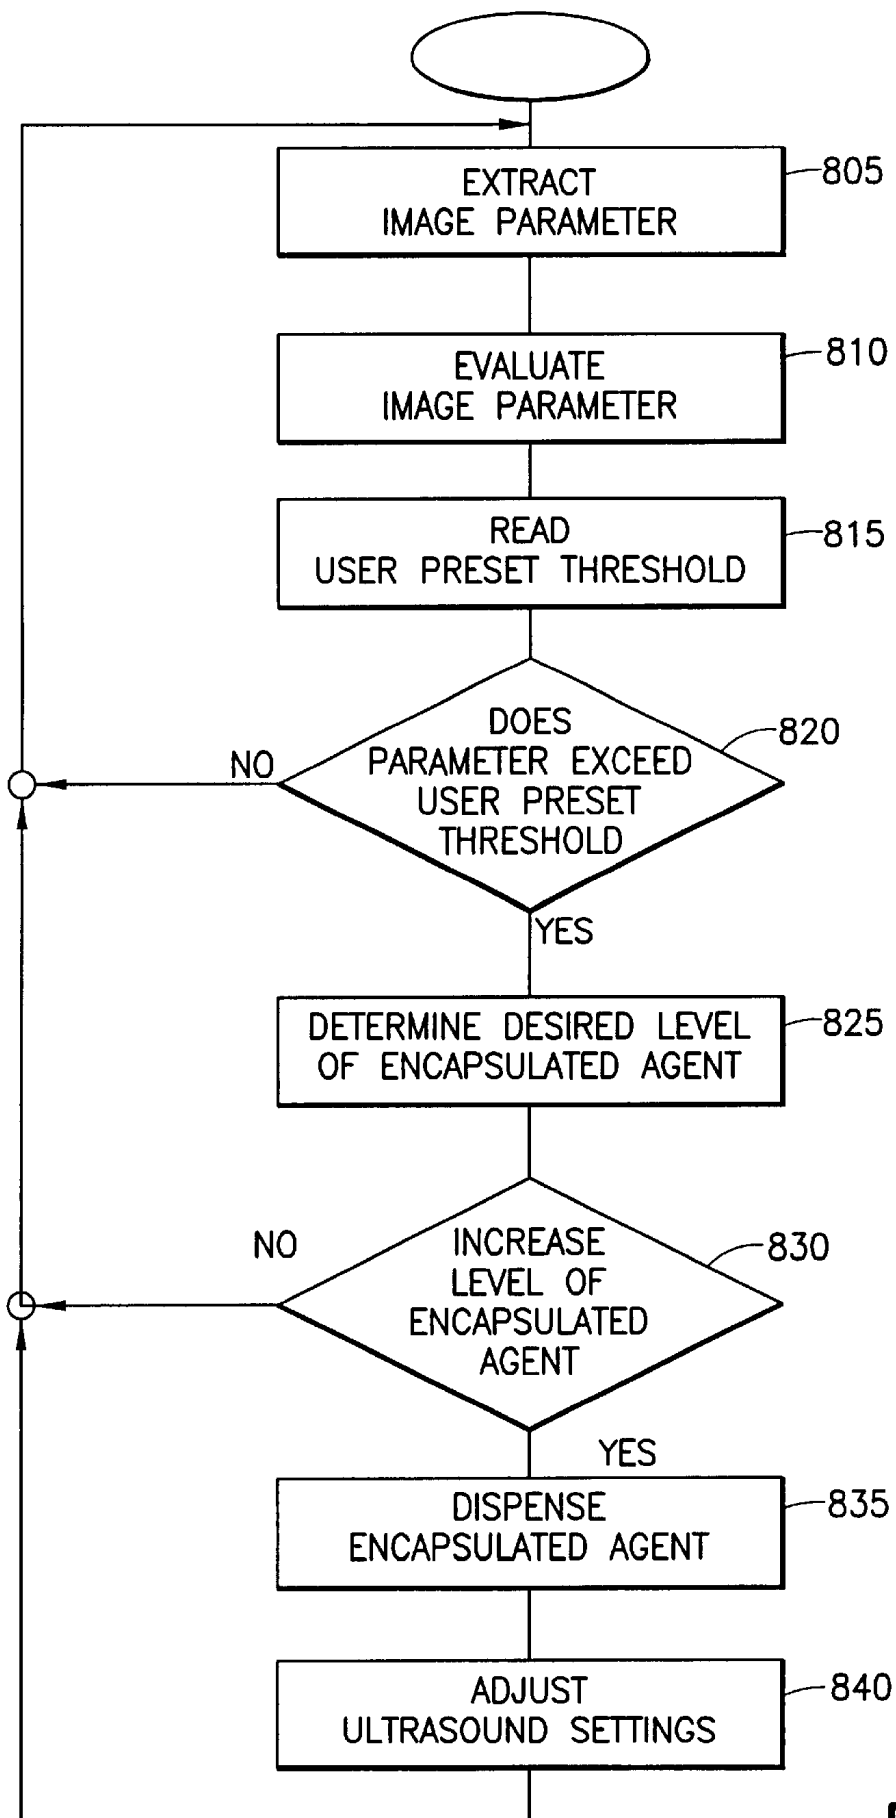 EXTRACT
IMAGE PARAMETER
805
EVALUATE
IMAGE PARAMETER
810
READ
USER PRESET THRESHOLD
815
DOES
PARAMETER EXCEED
USER PRESET
THRESHOLD
820
NO
YES
DETERMINE DESIRED LEVEL
OF ENCAPSULATED AGENT
825
INCREASE
LEVEL OF
ENCAPSULATED
AGENT
830
NO
YES
DISPENSE
ENCAPSULATED AGENT
835
ADJUST
ULTRASOUND SETTINGS
840